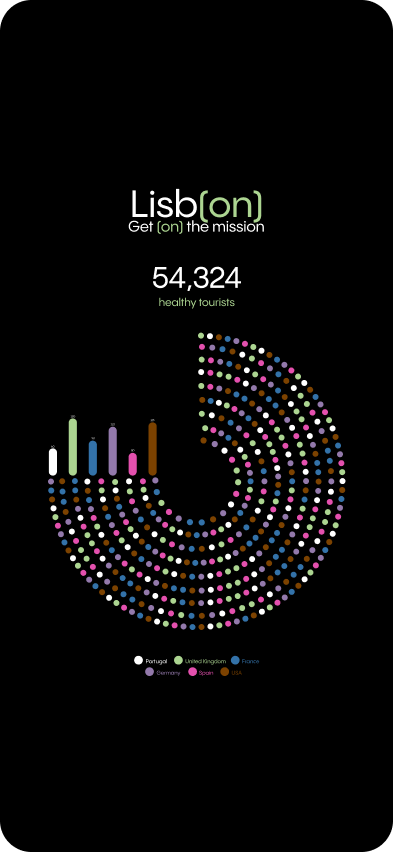 Lisb(on)
Get (on) the mission
54,324
healthy tourists
Portugal United Kingdom France
Germany Spain USA